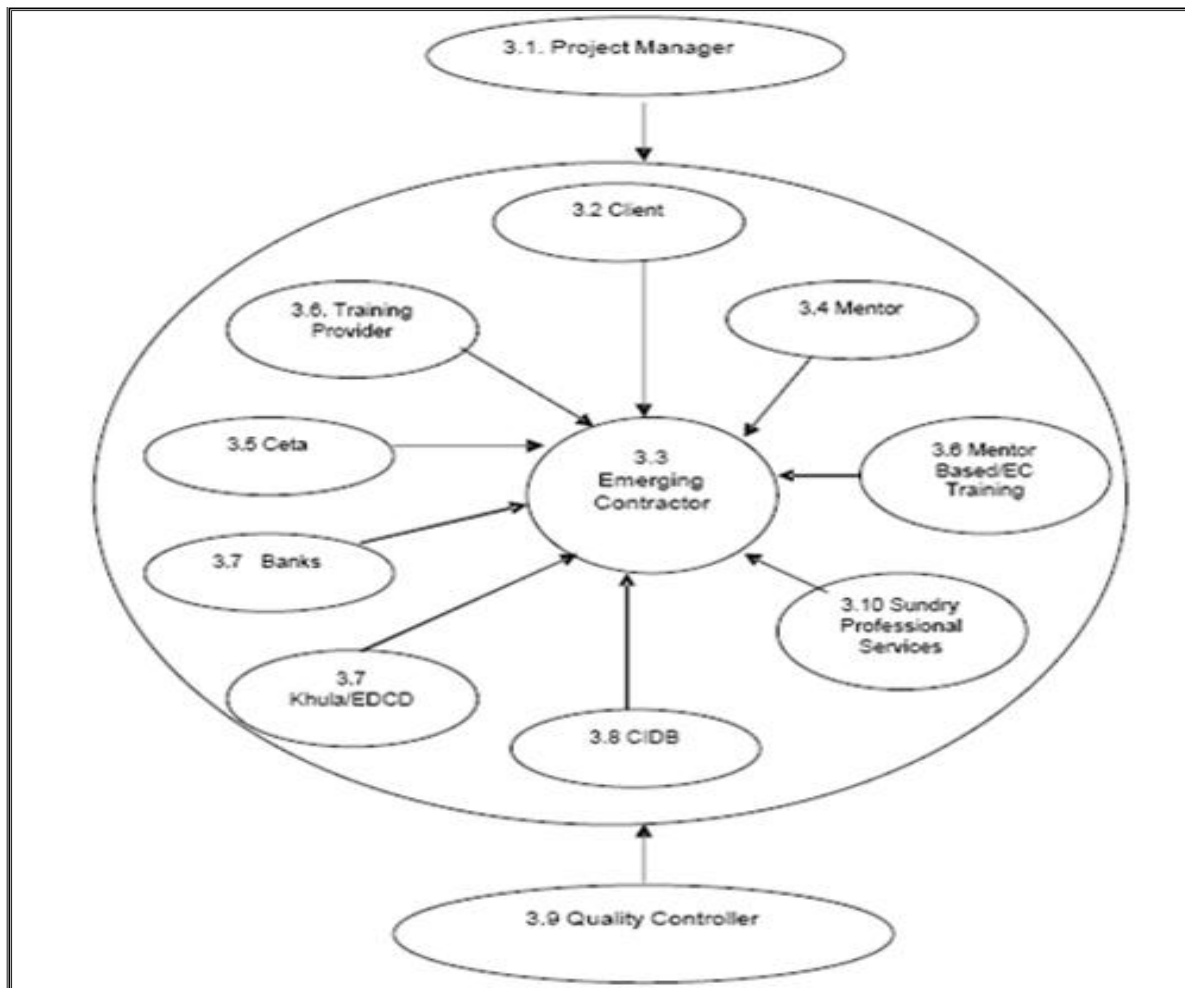 3.1. Project Manager
3.2 Client
3.6. Training
Provider
3.4 Mentor
3.5 Ceta
3.3
Emerging
Contractor
3.6 Mentor
Based/EC
Training
3.7 Banks
3.10 Sundry
Professional
Services
3.7
Khula/EDCD
3.8 CIDB
3.9 Quality Controller